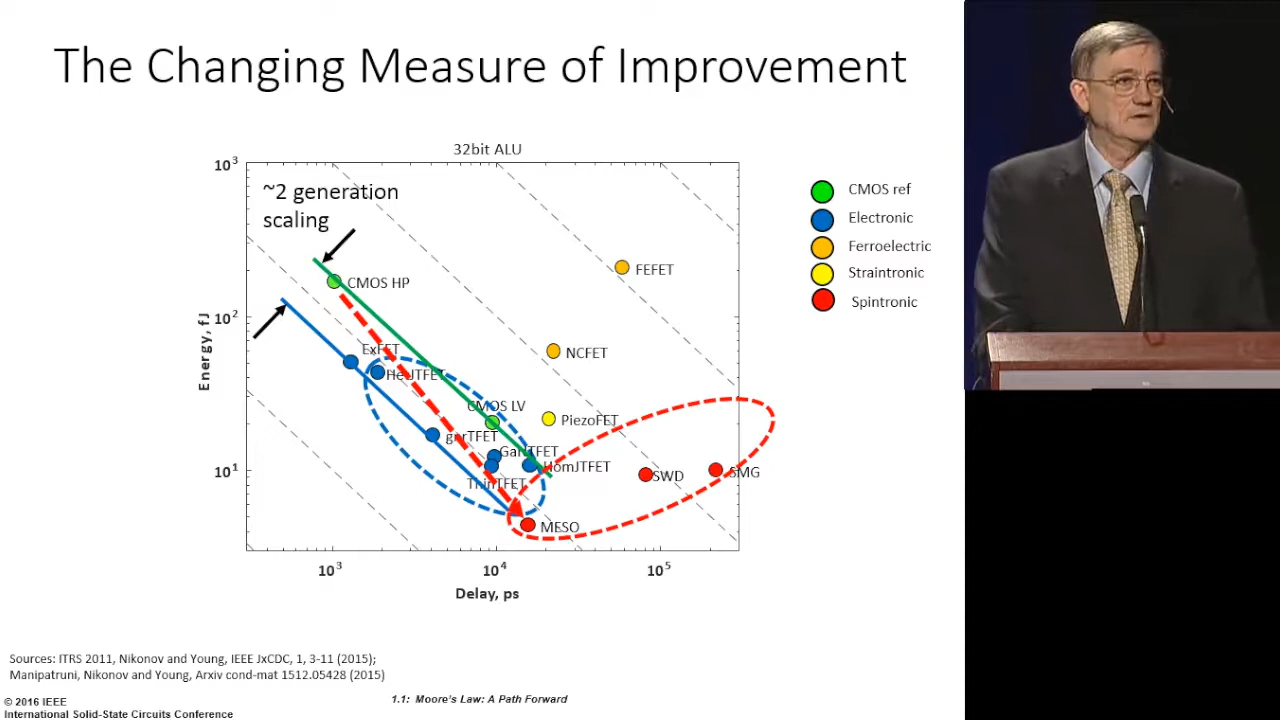 The Changing Measure of Improvement
32bit ALU
10³
~2 generation
scaling
CMOS HP
FEFET
10²
NCFET
ExFET
HetJTFET
CMOS LV
PiezoFET
gnrTFET
GaNTFET
HomJTFET
10¹
ThinTFET
SWD
SMG
MESO
Energy, fJ
10³
10⁴
10⁵
Delay, ps
CMOS ref
Electronic
Ferroelectric
Straintronic
Spintronic
Sources: ITRS 2011, Nikonov and Young, IEEE JxCDC, 1, 3-11 (2015);
Manipatruni, Nikonov and Young, Arxiv cond-mat 1512.05428 (2015)
© 2016 IEEE
International Solid-State Circuits Conference
1.1: Moore's Law: A Path Forward